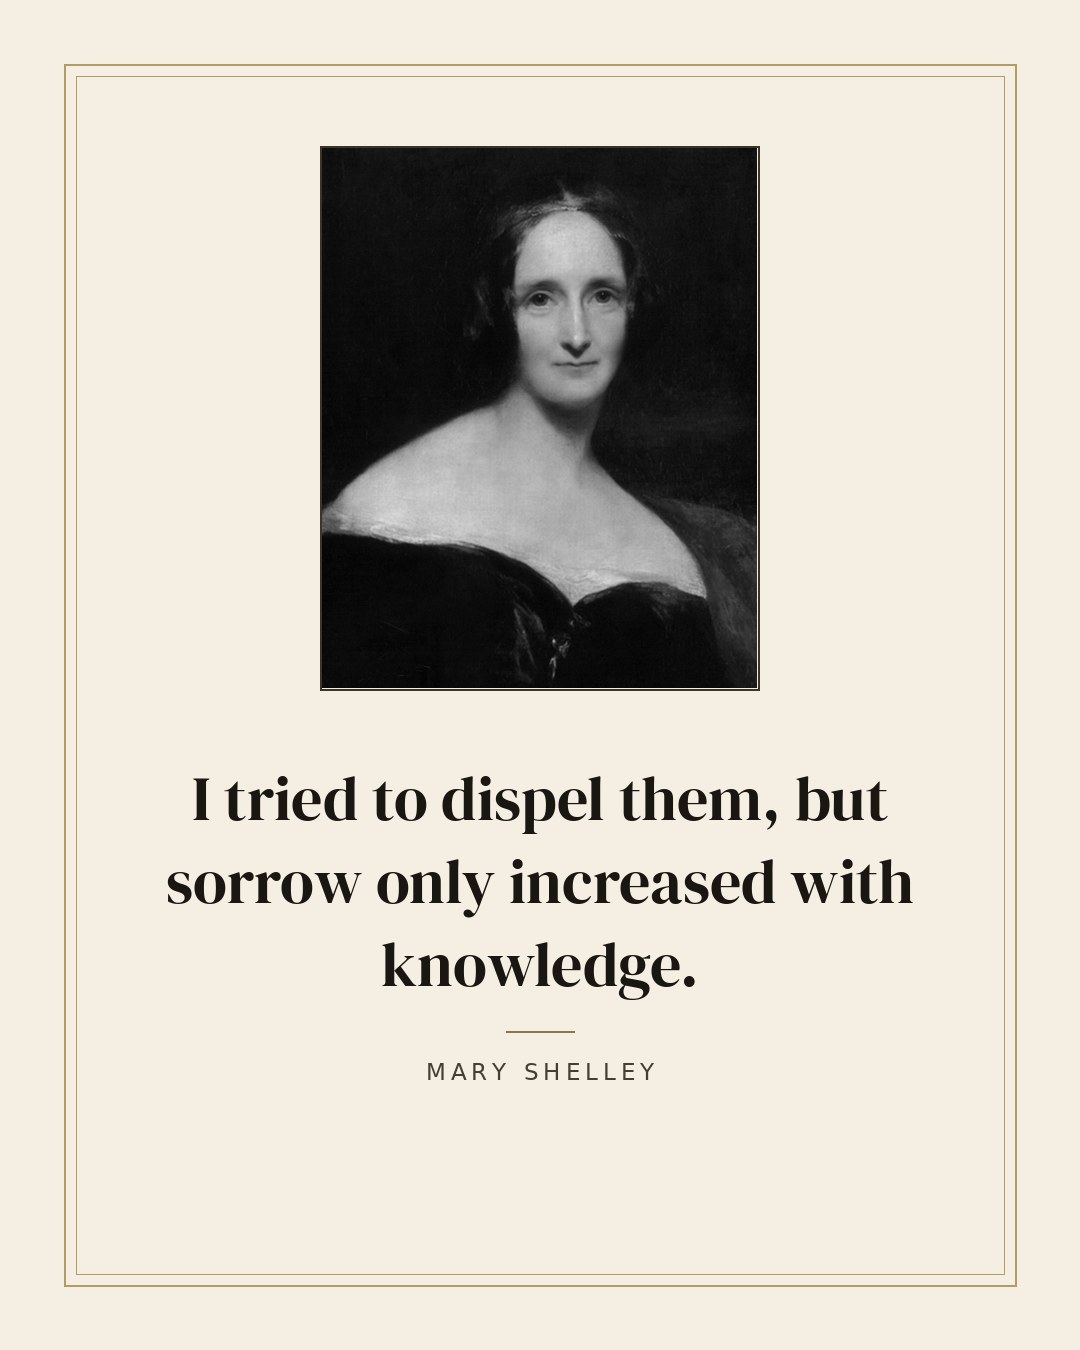 I tried to dispel them, but
sorrow only increased with
knowledge.
MARY SHELLEY